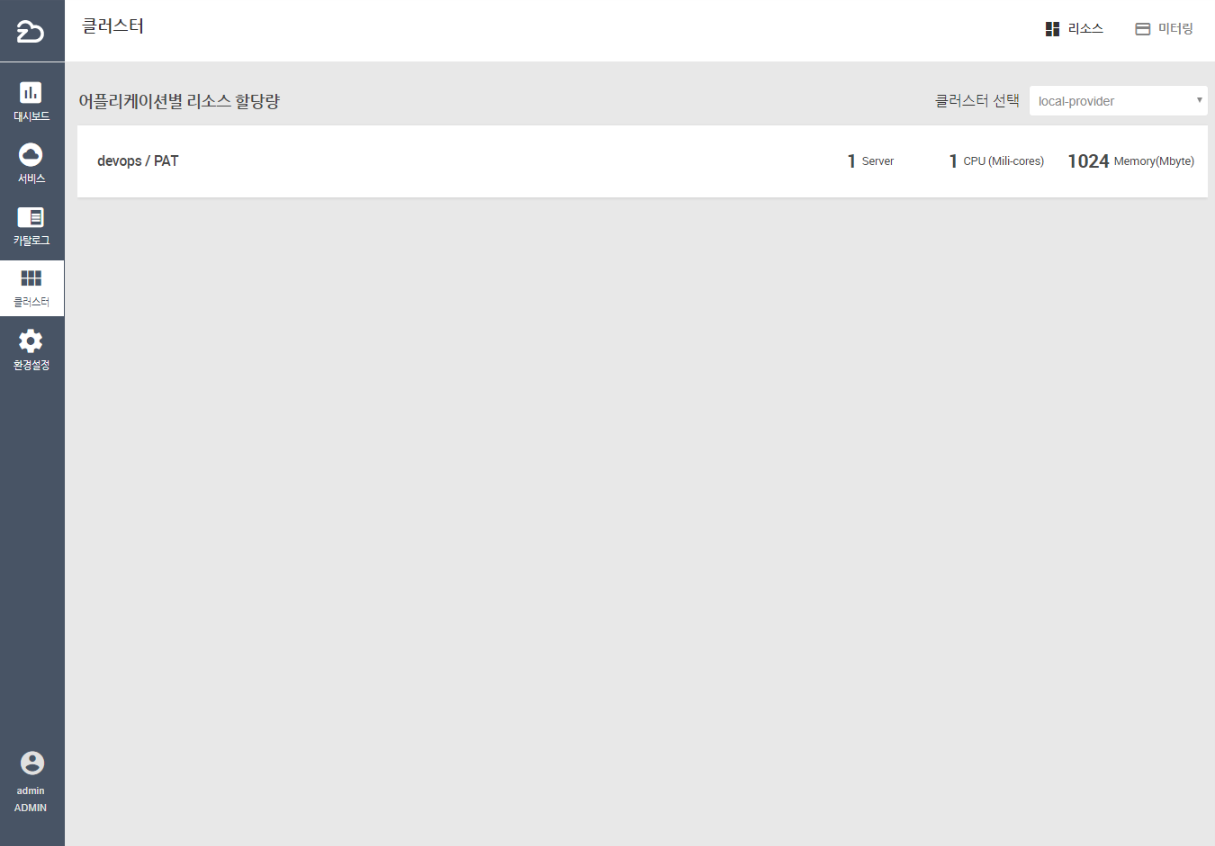 클러스터
리소스
미터링
대시보드
서비스
카탈로그
클러스터
환경설정
admin
ADMIN
어플리케이션별 리소스 할당량
클러스터 선택
local-provider
devops / PAT
1 Server
1 CPU (Mili-cores)
1024 Memory(Mbyte)